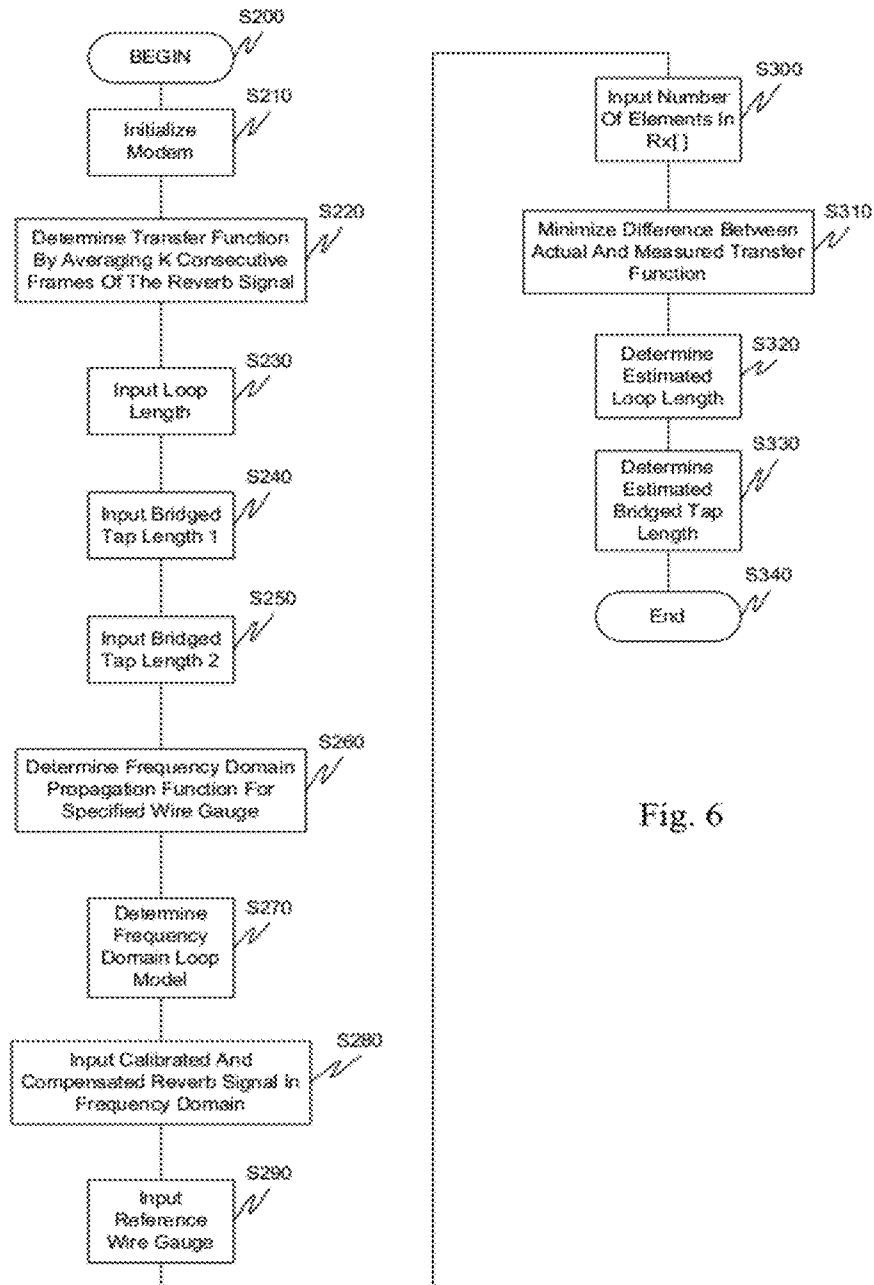 S200
BEGIN
S210
Initialize
Modem
S220
Determine Transfer Function
By Averaging K Consecutive
Frames Of The Reverb Signal
S230
Input Loop
Length
S240
Input Bridged
Tap Length 1
S250
Input Bridged
Tap Length 2
S260
Determine Frequency Domain
Propagation Function For
Specified Wire Gauge
S270
Determine
Frequency
Domain Loop
Model
S280
Input Calibrated And
Compensated Reverb Signal In
Frequency Domain
S290
Input
Reference
Wire Gauge
S300
Input Number
Of Elements In
Rx[ ]
S310
Minimize Difference Between
Actual And Measured Transfer
Function
S320
Determine
Estimated
Loop Length
S330
Determine
Estimated
Bridged Tap
Length
S340
End
Fig. 6